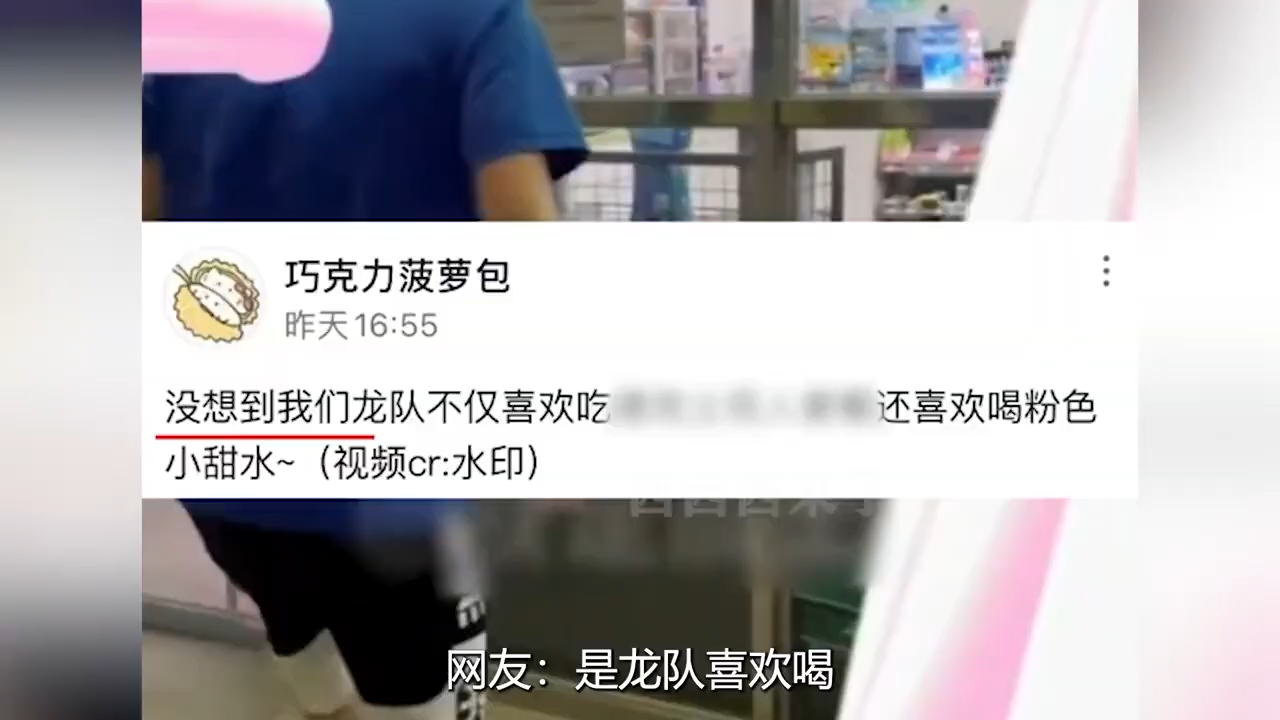 巧克力菠萝包
昨天16:55
没想到我们龙队不仅喜欢吃 还喜欢喝粉色
小甜水~（视频cr:水印）
网友：是龙队喜欢喝